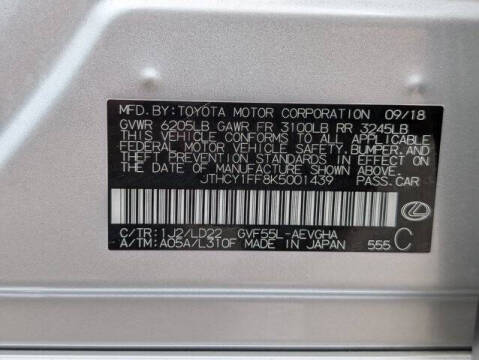 MFD. BY: TOYOTA MOTOR CORPORATION 09/18
GVWR 6205LB GAWR FR 3100LB RR 3245LB
THIS VEHICLE CONFORMS TO ALL APPLICABLE
FEDERAL MOTOR VEHICLE SAFETY, BUMPER, AND
THEFT PREVENTION STANDARDS IN EFFECT ON
THE DATE OF MANUFACTURE SHOWN ABOVE.
JTHCY1FF8K5001439 PASS. CAR
C/TR: 1J2/LD22 GVF55L-AEVGHA
A/TM: A05A/L310F MADE IN JAPAN 555 C